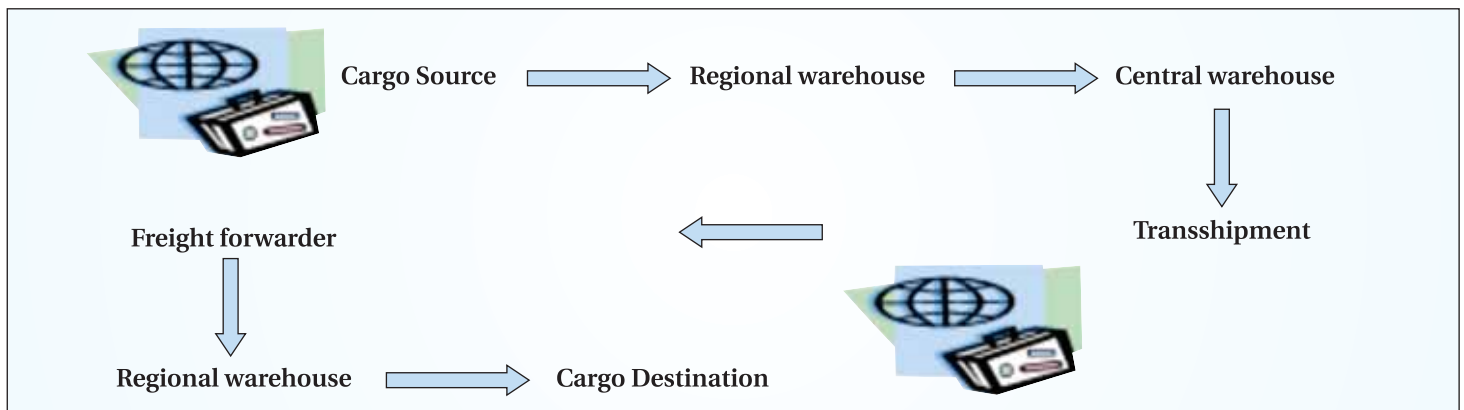 Cargo Source
Regional warehouse
Central warehouse
Transshipment
Freight forwarder
Regional warehouse
Cargo Destination